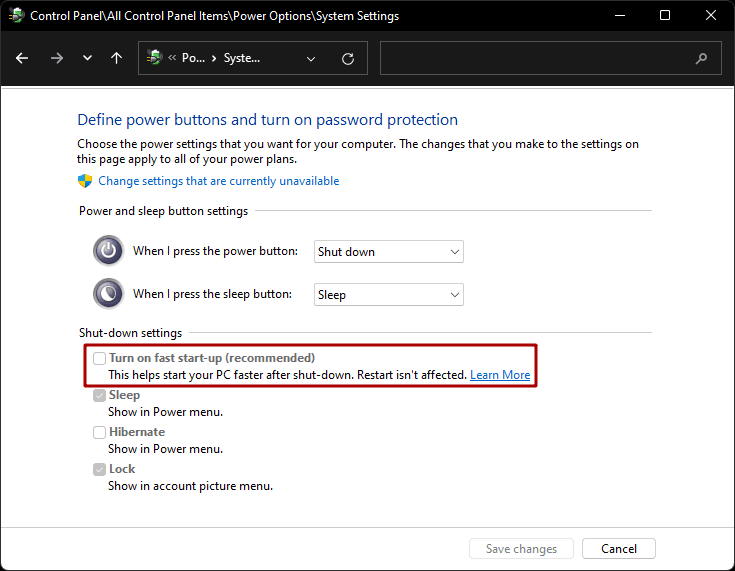 Control Panel\All Control Panel Items\Power Options\System Settings
« Po... › Syste...
Define power buttons and turn on password protection
Choose the power settings that you want for your computer. The changes that you make to the settings on
this page apply to all of your power plans.
Change settings that are currently unavailable
Power and sleep button settings
When I press the power button: Shut down
When I press the sleep button: Sleep
Shut-down settings
Turn on fast start-up (recommended)
This helps start your PC faster after shut-down. Restart isn't affected. Learn More
Sleep
Show in Power menu.
Hibernate
Show in Power menu.
Lock
Show in account picture menu.
Save changes Cancel